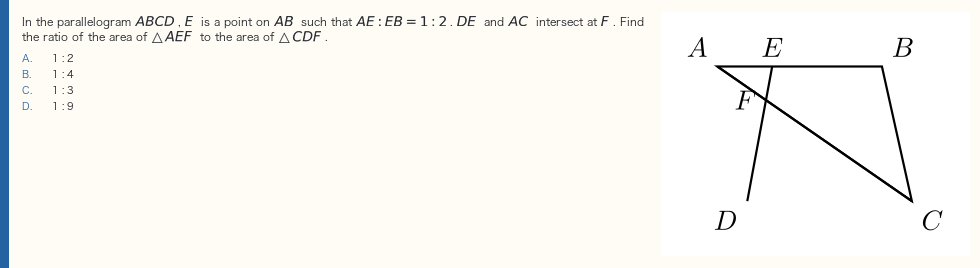 In the parallelogram ABCD , E is a point on AB such that AE : EB = 1 : 2 . DE and AC intersect at F . Find
the ratio of the area of △AEF to the area of △CDF .
A. 1 : 2
B. 1 : 4
C. 1 : 3
D. 1 : 9
A E B
F
D C